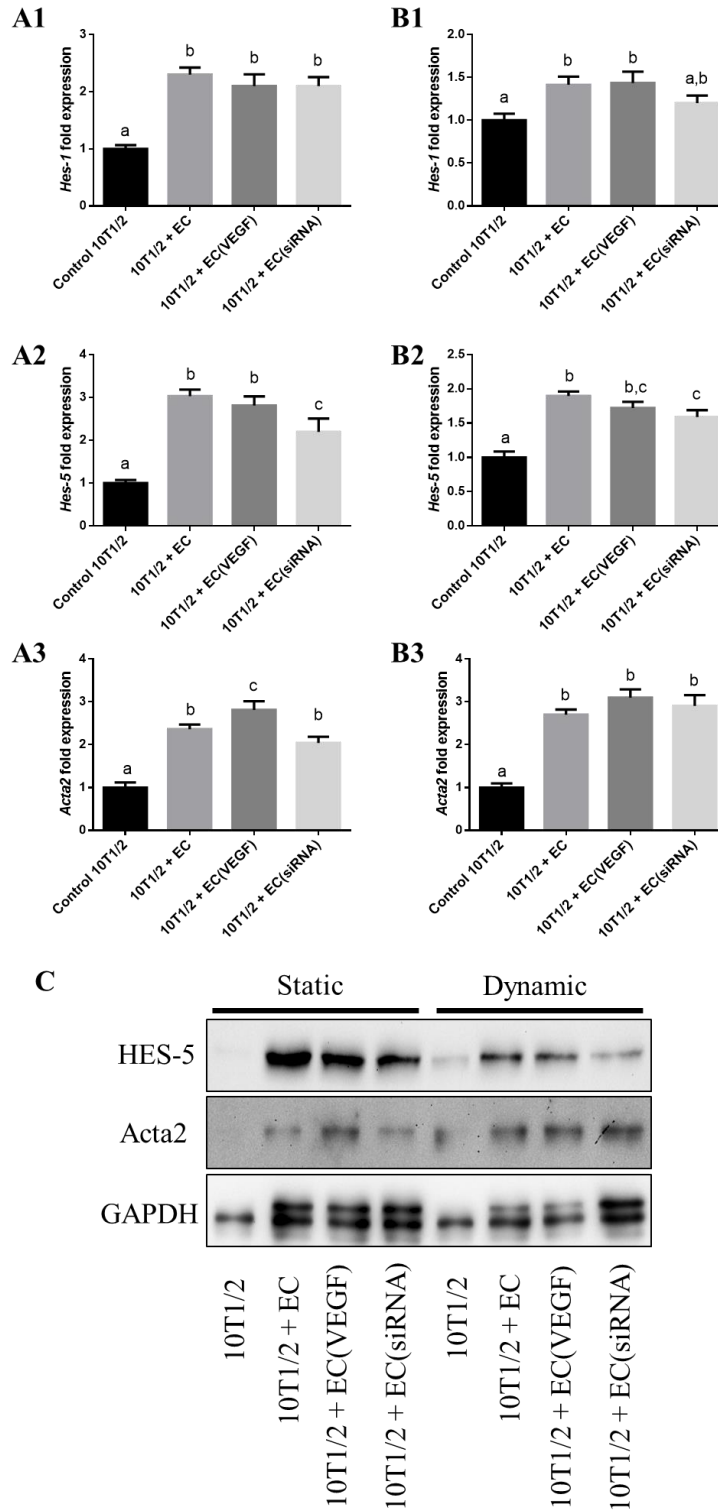 A1
Hes-1 fold expression
3
2
1
0
a
b
b
b
Control 10T1/2
10T1/2 + EC
10T1/2 + EC(VEGF)
10T1/2 + EC(siRNA)
B1
Hes-1 fold expression
2.0
1.5
1.0
0.5
0.0
a
b
b
a,b
Control 10T1/2
10T1/2 + EC
10T1/2 + EC(VEGF)
10T1/2 + EC(siRNA)
A2
Hes-5 fold expression
4
3
2
1
0
a
b
b
c
Control 10T1/2
10T1/2 + EC
10T1/2 + EC(VEGF)
10T1/2 + EC(siRNA)
B2
Hes-5 fold expression
2.5
2.0
1.5
1.0
0.5
0.0
a
b
b,c
c
Control 10T1/2
10T1/2 + EC
10T1/2 + EC(VEGF)
10T1/2 + EC(siRNA)
A3
Acta2 fold expression
4
3
2
1
0
a
b
c
b
Control 10T1/2
10T1/2 + EC
10T1/2 + EC(VEGF)
10T1/2 + EC(siRNA)
B3
Acta2 fold expression
4
3
2
1
0
a
b
b
b
Control 10T1/2
10T1/2 + EC
10T1/2 + EC(VEGF)
10T1/2 + EC(siRNA)
C
Static
Dynamic
HES-5
Acta2
GAPDH
10T1/2
10T1/2 + EC
10T1/2 + EC(VEGF)
10T1/2 + EC(siRNA)
10T1/2
10T1/2 + EC
10T1/2 + EC(VEGF)
10T1/2 + EC(siRNA)